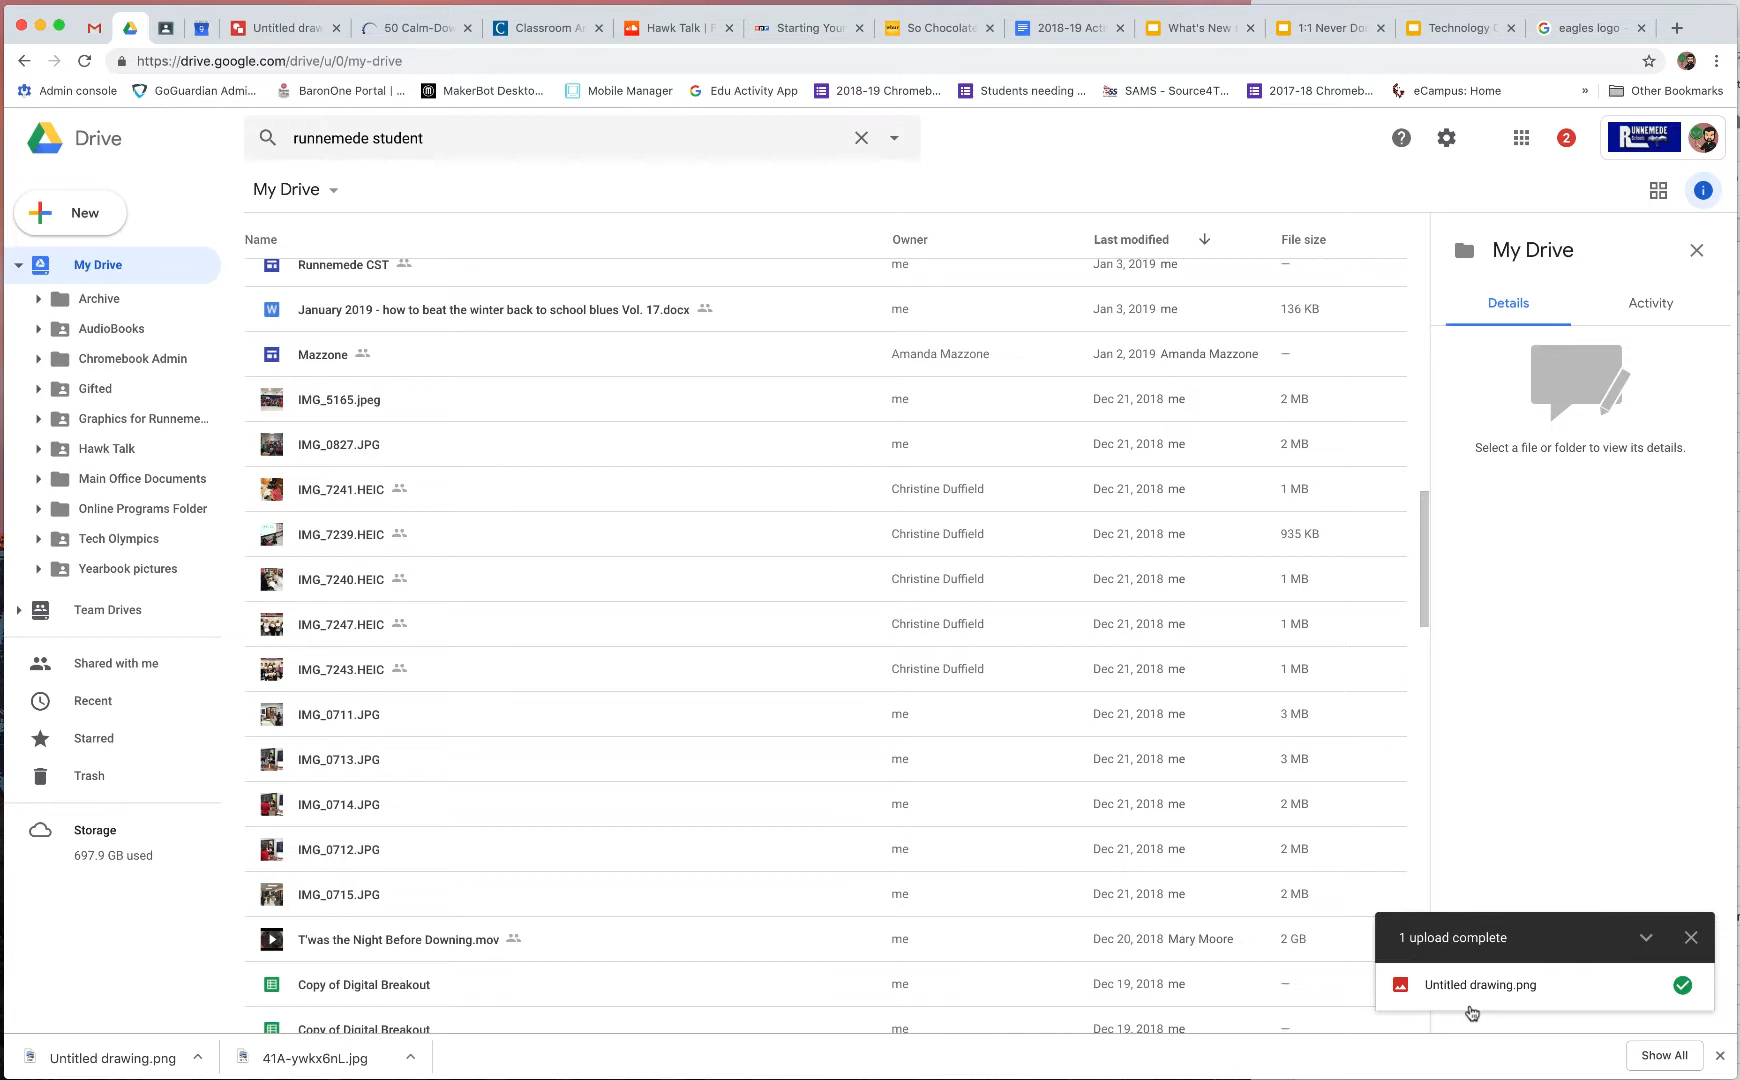 Untitled draw
50 Calm-Dow
Classroom Ar
Hawk Talk | F
Starting Your
So Chocolate
2018-19 Acti
What's New
1:1 Never Do
Technology C
eagles logo -
https://drive.google.com/drive/u/0/my-drive
Admin console
GoGuardian Admi...
BaronOne Portal | ...
MakerBot Deskto...
Mobile Manager
Edu Activity App
2018-19 Chromeb...
Students needing ...
SAMS - Source4T...
2017-18 Chromeb...
eCampus: Home
»
Other Bookmarks
Drive
runnemede student
2
RUNNEMEDE
Schools
My Drive
New
Name
Owner
Last modified
File size
My Drive
Archive
AudioBooks
Chromebook Admin
Gifted
Graphics for Runneme...
Hawk Talk
Main Office Documents
Online Programs Folder
Tech Olympics
Yearbook pictures
Team Drives
Shared with me
Recent
Starred
Trash
Storage
697.9 GB used
Runnemede CST me Jan 3, 2019 me —
January 2019 - how to beat the winter back to school blues Vol. 17.docx me Jan 3, 2019 me 136 KB
Mazzone Amanda Mazzone Jan 2, 2019 Amanda Mazzone —
IMG_5165.jpeg me Dec 21, 2018 me 2 MB
IMG_0827.JPG me Dec 21, 2018 me 2 MB
IMG_7241.HEIC Christine Duffield Dec 21, 2018 me 1 MB
IMG_7239.HEIC Christine Duffield Dec 21, 2018 me 935 KB
IMG_7240.HEIC Christine Duffield Dec 21, 2018 me 1 MB
IMG_7247.HEIC Christine Duffield Dec 21, 2018 me 1 MB
IMG_7243.HEIC Christine Duffield Dec 21, 2018 me 1 MB
IMG_0711.JPG me Dec 21, 2018 me 3 MB
IMG_0713.JPG me Dec 21, 2018 me 3 MB
IMG_0714.JPG me Dec 21, 2018 me 2 MB
IMG_0712.JPG me Dec 21, 2018 me 2 MB
IMG_0715.JPG me Dec 21, 2018 me 2 MB
T'was the Night Before Downing.mov me Dec 20, 2018 Mary Moore 2 GB
Copy of Digital Breakout me Dec 19, 2018 me —
Copy of Digital Breakout me Dec 19, 2018 me —
My Drive
Details
Activity
Select a file or folder to view its details.
1 upload complete
Untitled drawing.png
Untitled drawing.png
41A-ywkx6nL.jpg
Show All